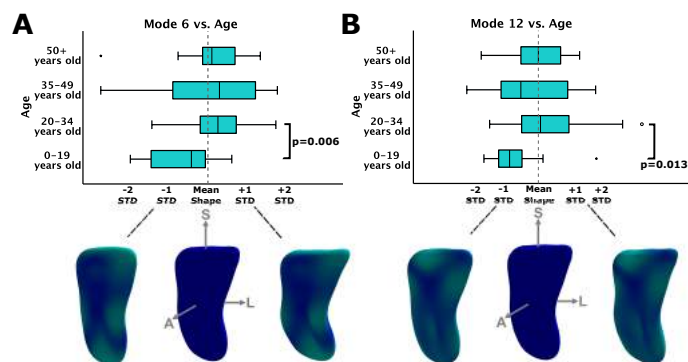 A
Mode 6 vs. Age
Age
50+
years old
35-49
years old
20-34
years old
0-19
years old
p=0.006
-2
STD
-1
STD
Mean
Shape
+1
STD
+2
STD
S
L
A
B
Mode 12 vs. Age
Age
50+
years old
35-49
years old
20-34
years old
0-19
years old
p=0.013
-2
STD
-1
STD
Mean
Shape
+1
STD
+2
STD
S
L
A